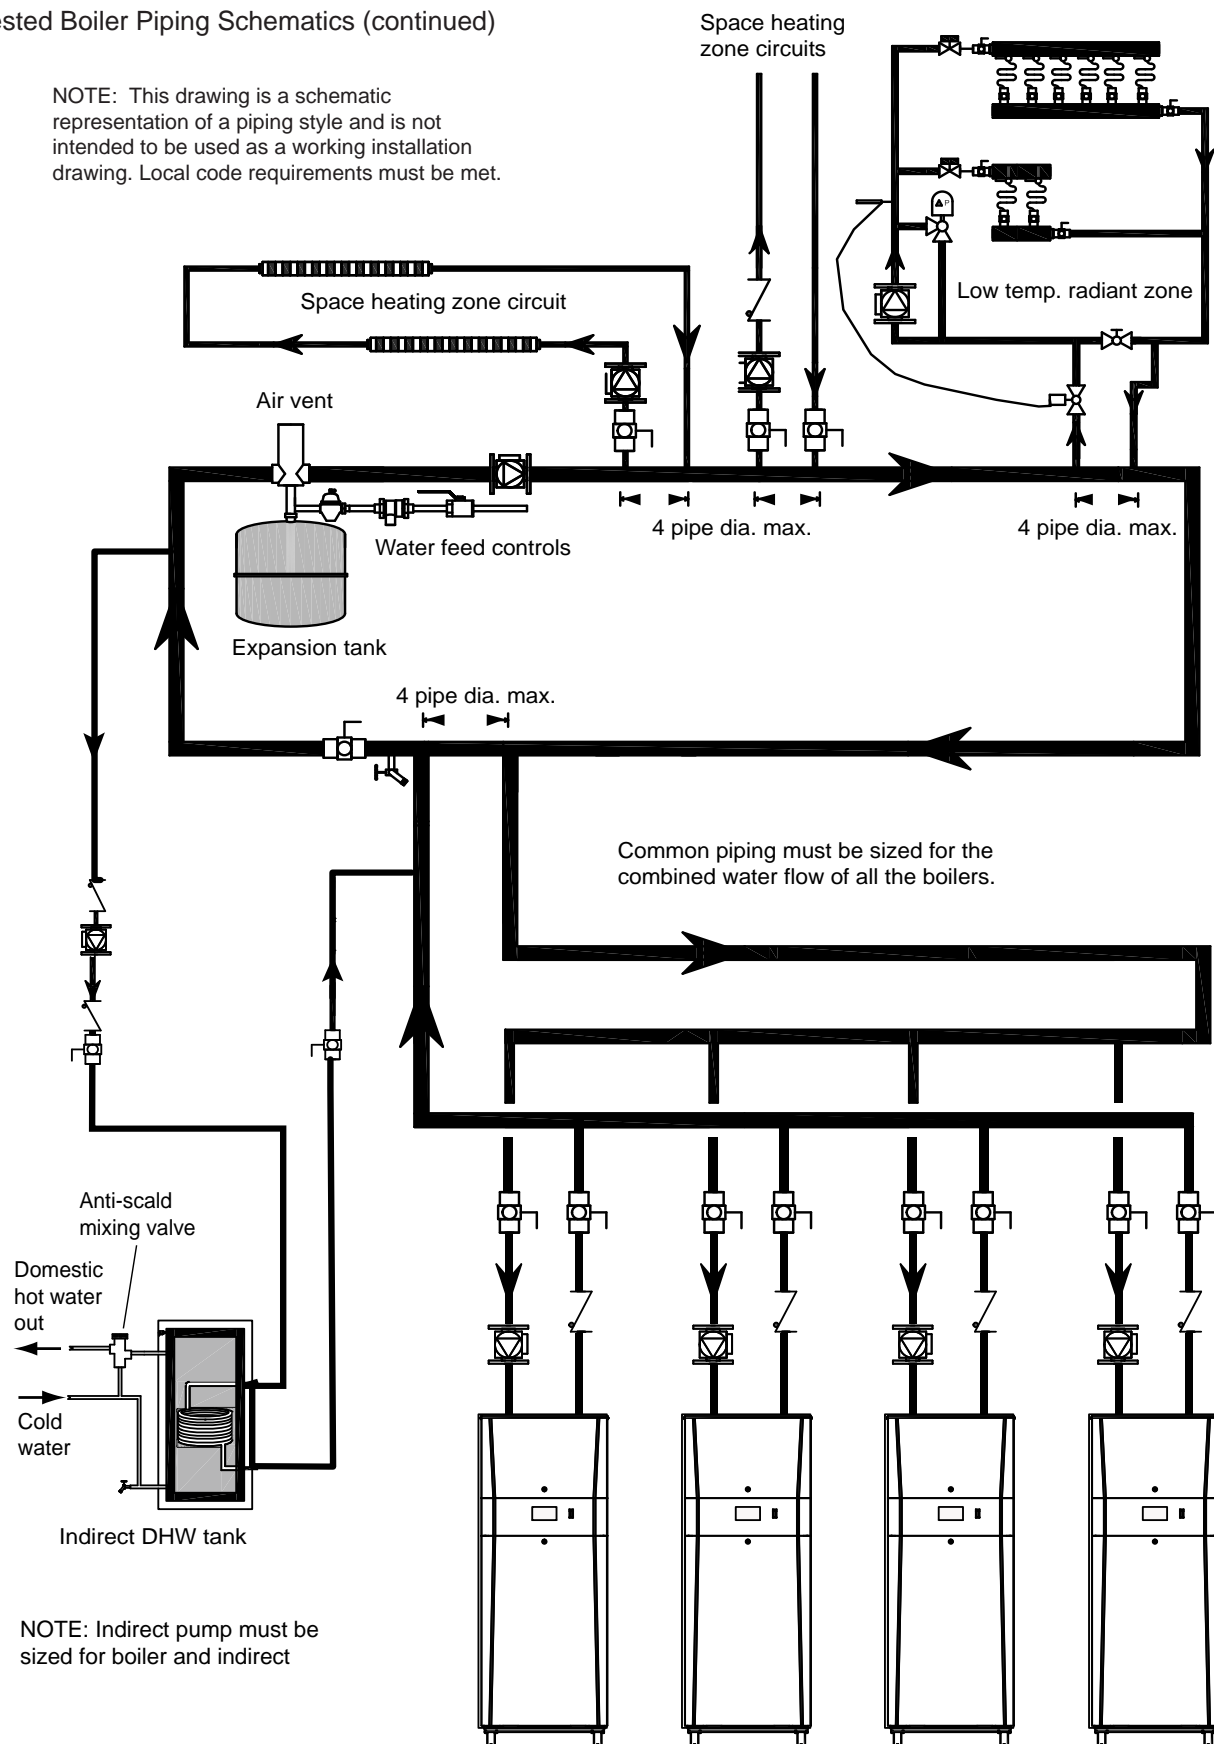 ested Boiler Piping Schematics (continued)
Space heating
zone circuits
NOTE: This drawing is a schematic
representation of a piping style and is not
intended to be used as a working installation
drawing. Local code requirements must be met.
P
Space heating zone circuit
Low temp. radiant zone
Air vent
4 pipe dia. max.
4 pipe dia. max.
Water feed controls
Expansion tank
4 pipe dia. max.
Common piping must be sized for the
combined water flow of all the boilers.
Anti-scald
mixing valve
Domestic
hot water
out
Cold
water
Indirect DHW tank
NOTE: Indirect pump must be
sized for boiler and indirect